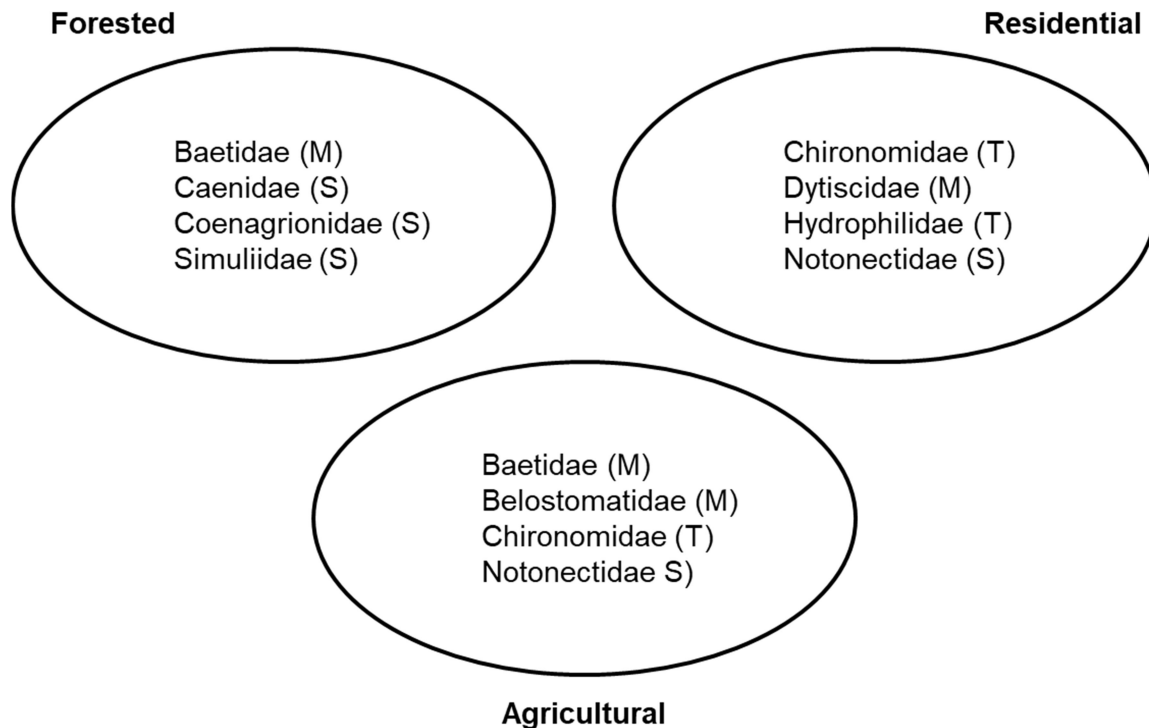 Forested
Residential
Baetidae (M)
Caenidae (S)
Coenagrionidae (S)
Simuliidae (S)
Chironomidae (T)
Dytiscidae (M)
Hydrophilidae (T)
Notonectidae (S)
Baetidae (M)
Belostomatidae (M)
Chironomidae (T)
Notonectidae S)
Agricultural